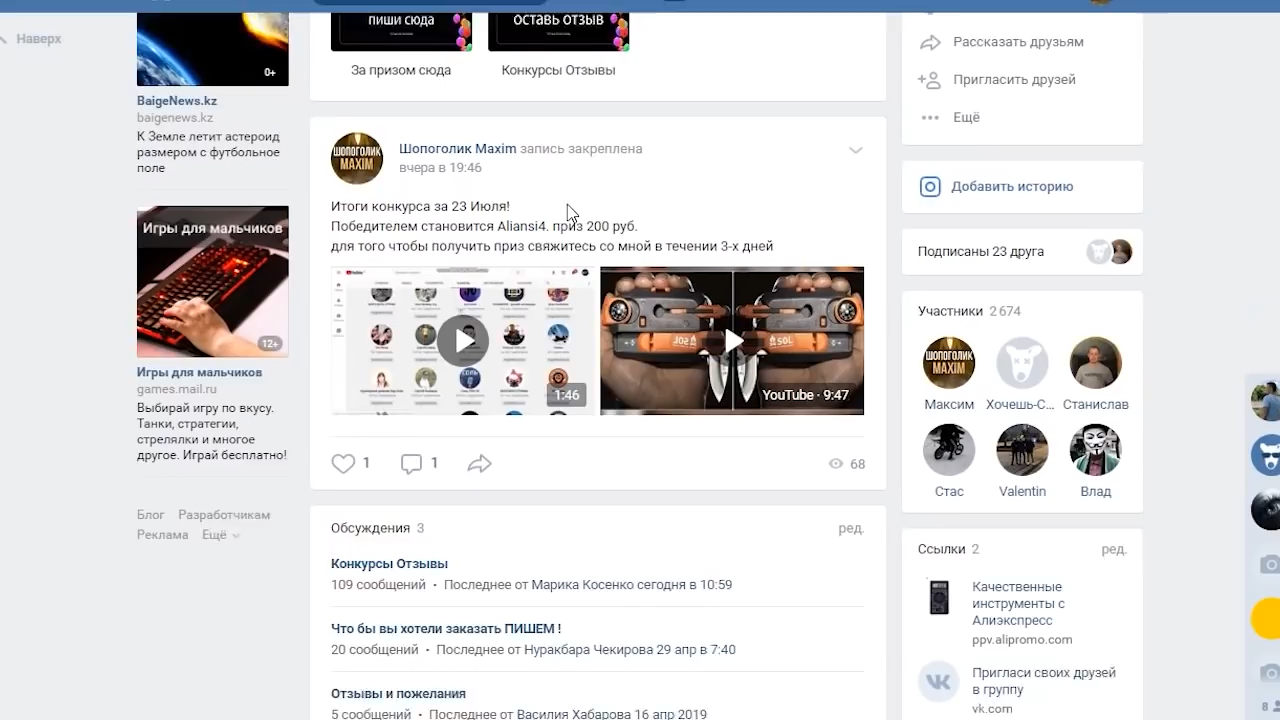 Наверх
пиши сюда
оставь отзыв
За призом сюда
Конкурсы Отзывы
0+
BaigeNews.kz
baigenews.kz
К Земле летит астероид
размером с футбольное
поле
Игры для мальчиков
12+
Игры для мальчиков
games.mail.ru
Выбирай игру по вкусу.
Танки, стратегии,
стрелялки и многое
другое. Играй бесплатно!
Блог Разработчикам
Реклама Ещё
ШОПОГОЛИК
MAXIM
Шопоголик Maxim запись закреплена
вчера в 19:46
Итоги конкурса за 23 Июля!
Победителем становится Aliansi4. приз 200 руб.
для того чтобы получить приз свяжитесь со мной в течении 3-х дней
1:46
YouTube · 9:47
1
1
68
Обсуждения 3
ред.
Конкурсы Отзывы
109 сообщений · Последнее от Марика Косенко сегодня в 10:59
Что бы вы хотели заказать ПИШЕМ !
20 сообщений · Последнее от Нуракбара Чекирова 29 апр в 7:40
Отзывы и пожелания
5 сообщений · Последнее от Василия Хабарова 16 апр 2019
Рассказать друзьям
Пригласить друзей
Ещё
Добавить историю
Подписаны 23 друга
Участники 2 674
ШОПОГОЛИК
MAXIM
Максим
Хочешь-С...
Станислав
Стас
Valentin
Влад
Ссылки 2
ред.
Качественные
инструменты с
Алиэкспресс
ppv.alipromo.com
Пригласи своих друзей
в группу
vk.com
8